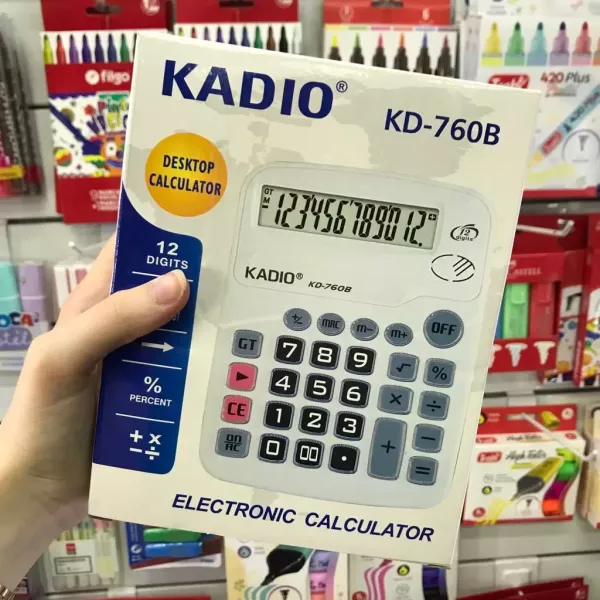 KADIO®
KD-760B
DESKTOP
CALCULATOR
12
DIGITS
%
PERCENT
+ ×
− ÷
GT
M
-123456789012.
12
digits
KADIO® KD-760B
+/- MRC M- M+ OFF
GT 7 8 9 √ %
▶ 4 5 6 × ÷
CE 1 2 3 + −
ON/AC 0 00 • =
ELECTRONIC CALCULATOR
filgo
420 Plus